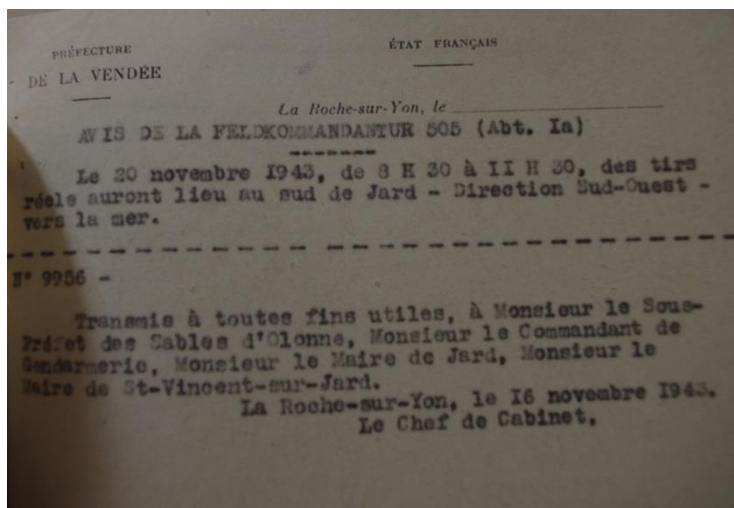 PRÉFECTURE
DE LA VENDÉE
ÉTAT FRANÇAIS
La Roche-sur-Yon, le
AVIS DE LA FELDKOMMANDANTUR 505 (Abt. Ia)
Le 20 novembre I943, de 8 H 30 à II H 30, des tirs
réels auront lieu au sud de Jard - Direction Sud-Ouest -
vers la mer.
N° 9956 -
Transmis à toutes fins utiles, à Monsieur le Sous-
Préfet des Sables d'Olonne, Monsieur le Commandant de
Gendarmerie, Monsieur le Maire de Jard, Monsieur le
Maire de St-Vincent-sur-Jard.
La Roche-sur-Yon, le I6 novembre I943.
Le Chef de Cabinet,